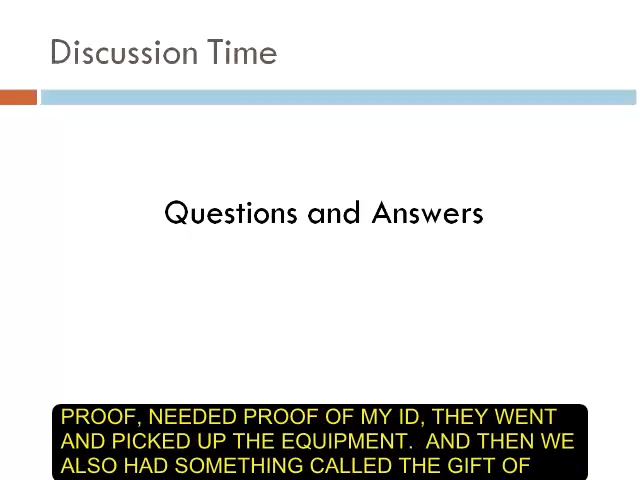 Discussion Time
Questions and Answers
PROOF, NEEDED PROOF OF MY ID, THEY WENT
AND PICKED UP THE EQUIPMENT.  AND THEN WE
ALSO HAD SOMETHING CALLED THE GIFT OF